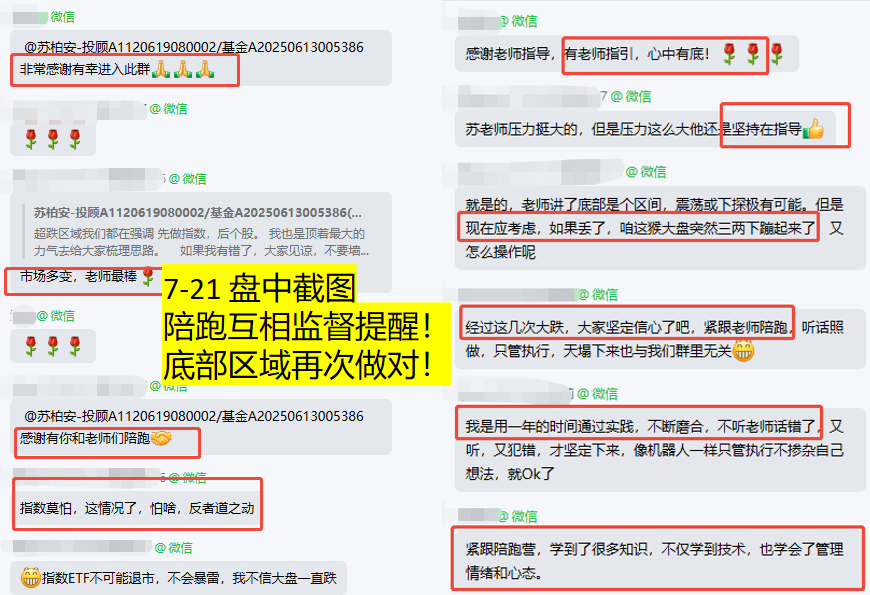 微信
@苏柏安-投顾A1120619080002/基金A20250613005386
非常感谢有幸进入此群🙏🙏🙏
@微信
🌹🌹🌹
@微信
苏柏安-投顾A1120619080002/基金A20250613005386(...
超跌区域我们都在强调 先做指数，后个股。 我也是顶着最大的
力气去给大家梳理思路。 如果我有错了，大家见谅，不要墙...
市场多变，老师最棒🌹
@微信
🌹🌹🌹
@微信
@苏柏安-投顾A1120619080002/基金A20250613005386
感谢有你和老师们陪跑🤝
6@微信
指数莫怕，这情况了，怕啥，反者道之动
@微信
😁指数ETF不可能退市，不会暴雷，我不信大盘一直跌
7-21 盘中截图
陪跑互相监督提醒！
底部区域再次做对！
@微信
感谢老师指导，有老师指引，心中有底！🌹🌹🌹
7@微信
苏老师压力挺大的，但是压力这么大他还是坚持在指导👍
@微信
就是的，老师讲了底部是个区间，震荡或下探极有可能。但是
现在应考虑，如果丢了，咱这猴大盘突然三两下蹦起来了，又
怎么操作呢
@微信
经过这几次大跌，大家坚定信心了吧，紧跟老师陪跑，听话照
做，只管执行，天塌下来也与我们群里无关😁
@微信
我是用一年的时间通过实践，不断磨合，不听老师话错了，又
听，又犯错，才坚定下来，像机器人一样只管执行不掺杂自己
想法，就Ok了
@微信
紧跟陪跑营，学到了很多知识，不仅学到技术，也学会了管理
情绪和心态。